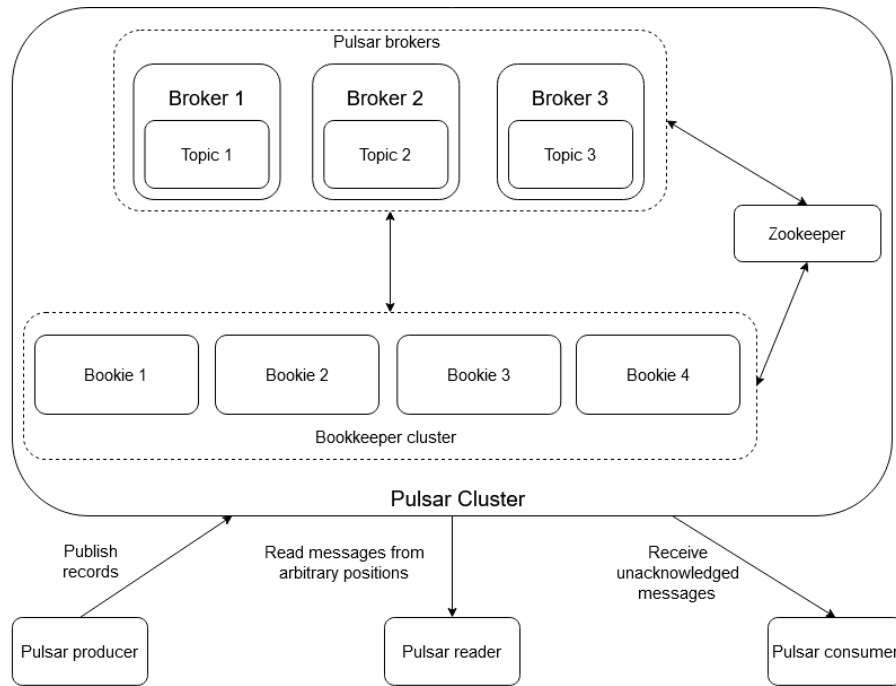 Pulsar brokers
Broker 1
Broker 2
Broker 3
Topic 1
Topic 2
Topic 3
Zookeeper
Bookie 1
Bookie 2
Bookie 3
Bookie 4
Bookkeeper cluster
Pulsar Cluster
Publish
records
Read messages from
arbitrary positions
Receive
unacknowledged
messages
Pulsar producer
Pulsar reader
Pulsar consumer